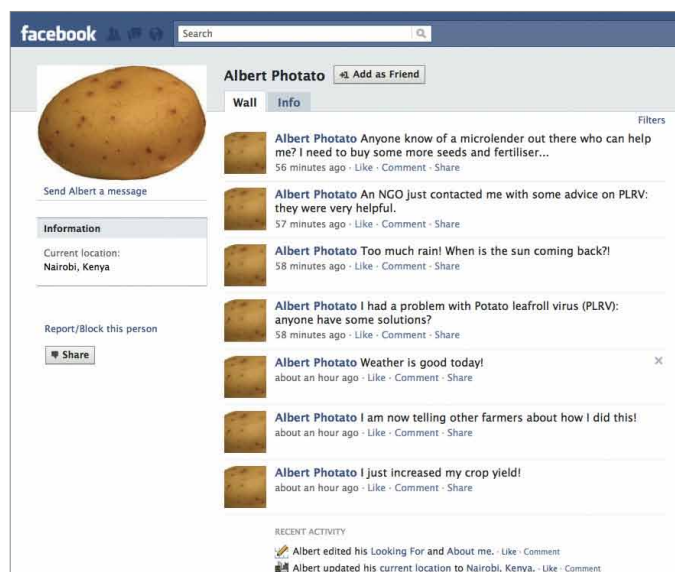 facebook
Search
Albert Photato
+1 Add as Friend
Wall
Info
Filters
Albert Photato Anyone know of a microlender out there who can help
me? I need to buy some more seeds and fertiliser...
56 minutes ago · Like · Comment · Share
Albert Photato An NGO just contacted me with some advice on PLRV:
they were very helpful.
57 minutes ago · Like · Comment · Share
Albert Photato Too much rain! When is the sun coming back?!
58 minutes ago · Like · Comment · Share
Albert Photato I had a problem with Potato leafroll virus (PLRV):
anyone have some solutions?
58 minutes ago · Like · Comment · Share
Albert Photato Weather is good today!
about an hour ago · Like · Comment · Share
Albert Photato I am now telling other farmers about how I did this!
about an hour ago · Like · Comment · Share
Albert Photato I just increased my crop yield!
about an hour ago · Like · Comment · Share
RECENT ACTIVITY
Albert edited his Looking For and About me. · Like · Comment
Albert updated his current location to Nairobi, Kenya. · Like · Comment
Send Albert a message
Information
Current location:
Nairobi, Kenya
Report/Block this person
Share